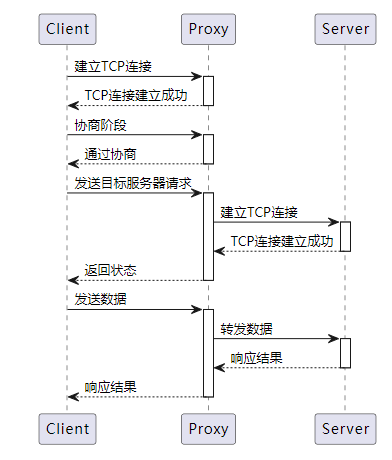 Client Proxy Server
建立TCP连接
TCP连接建立成功
协商阶段
通过协商
发送目标服务器请求
建立TCP连接
TCP连接建立成功
返回状态
发送数据
转发数据
响应结果
响应结果
Client Proxy Server